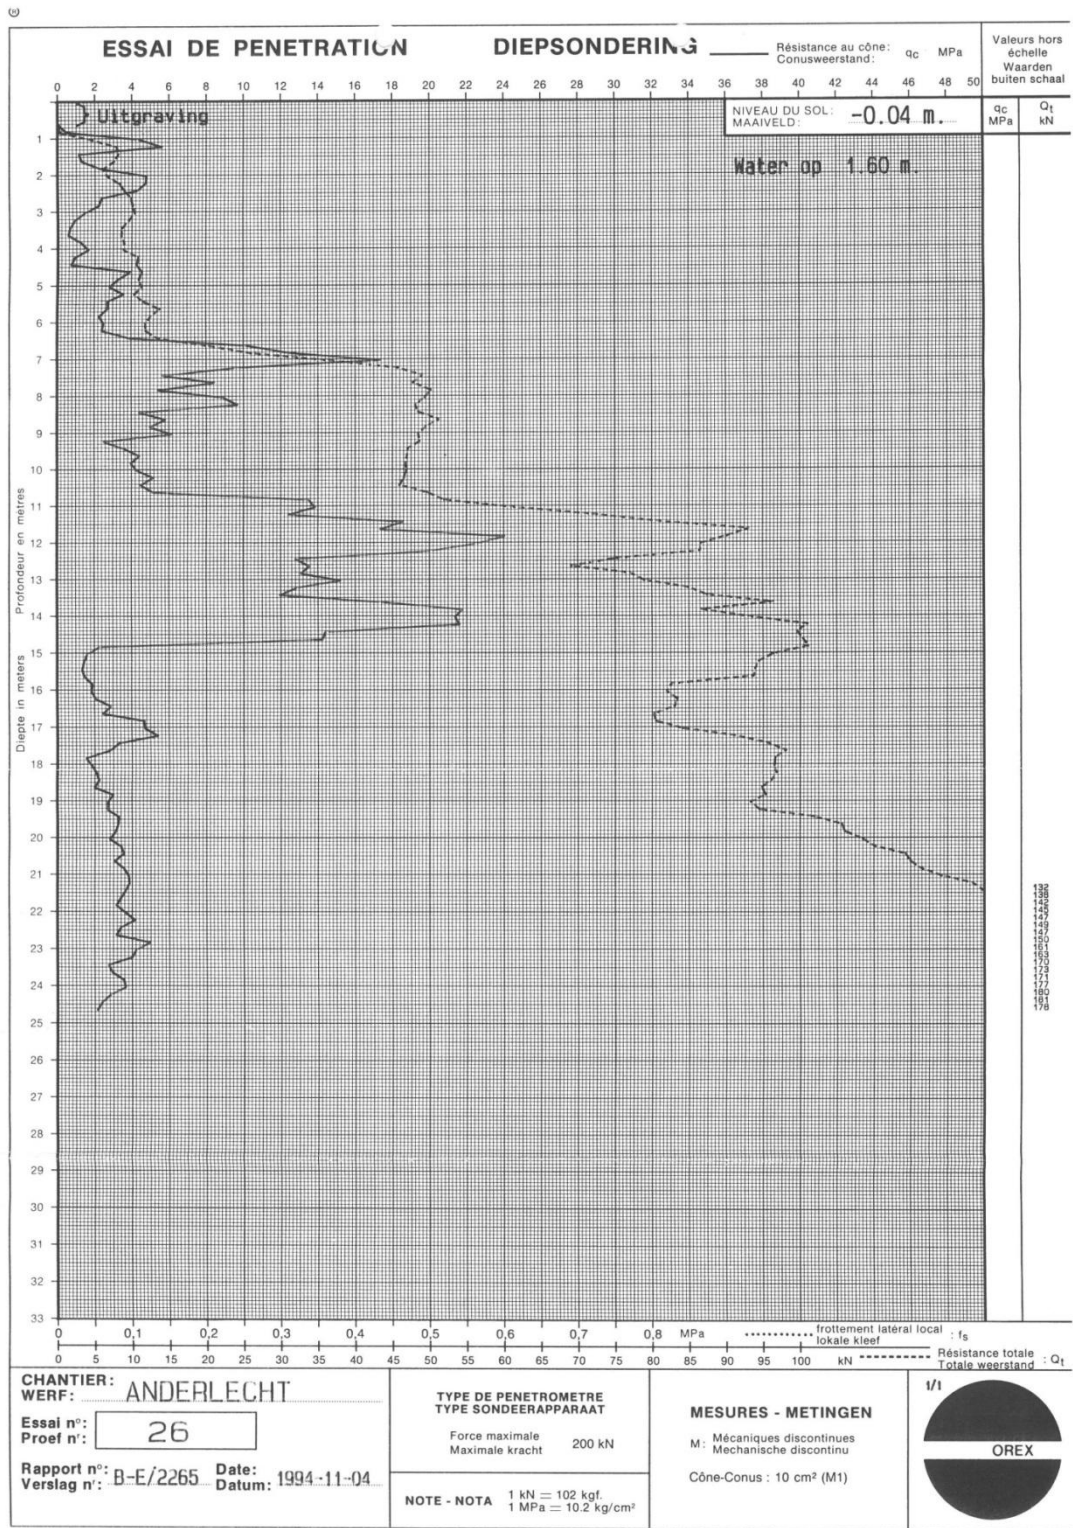 ESSAI DE PENETRATION DIEPSONDERING
Résistance au cône: qc MPa
Conusweerstand:
Valeurs hors
échelle
Waarden
buiten schaal
0 2 4 6 8 10 12 14 16 18 20 22 24 26 28 30 32 34 36 38 40 42 44 46 48 50
qc
MPa
Qt
kN
Uitgraving
NIVEAU DU SOL:
MAAIVELD:
-0.04 m.
Water op 1.60 m.
1
2
3
4
5
6
7
8
9
10
11
12
13
14
15
16
17
18
19
20
21
22
23
24
25
26
27
28
29
30
31
32
33
Profondeur en mètres
Diepte in meters
132
138
142
145
147
149
147
150
161
163
170
173
171
177
180
181
178
0 0,1 0,2 0,3 0,4 0,5 0,6 0,7 0,8 MPa
frottement latéral local
lokale kleef : fs
0 5 10 15 20 25 30 35 40 45 50 55 60 65 70 75 80 85 90 95 100 kN
Résistance totale
Totale weerstand : Qt
CHANTIER:
WERF: ANDERLECHT
Essai n°:
Proef n': 26
Rapport n°:
Verslag n': B-E/2265
Date:
Datum: 1994-11-04
TYPE DE PENETROMETRE
TYPE SONDEERAPPARAAT
Force maximale
Maximale kracht
200 kN
NOTE - NOTA
1 kN = 102 kgf.
1 MPa = 10.2 kg/cm²
MESURES - METINGEN
M: Mécaniques discontinues
Mechanische discontinu
Cône-Conus : 10 cm² (M1)
1/1
OREX